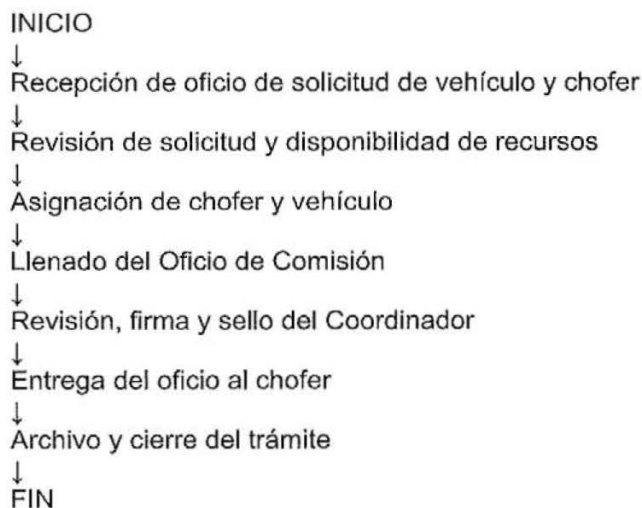 INICIO
↓
Recepción de oficio de solicitud de vehículo y chofer
↓
Revisión de solicitud y disponibilidad de recursos
↓
Asignación de chofer y vehículo
↓
Llenado del Oficio de Comisión
↓
Revisión, firma y sello del Coordinador
↓
Entrega del oficio al chofer
↓
Archivo y cierre del trámite
↓
FIN